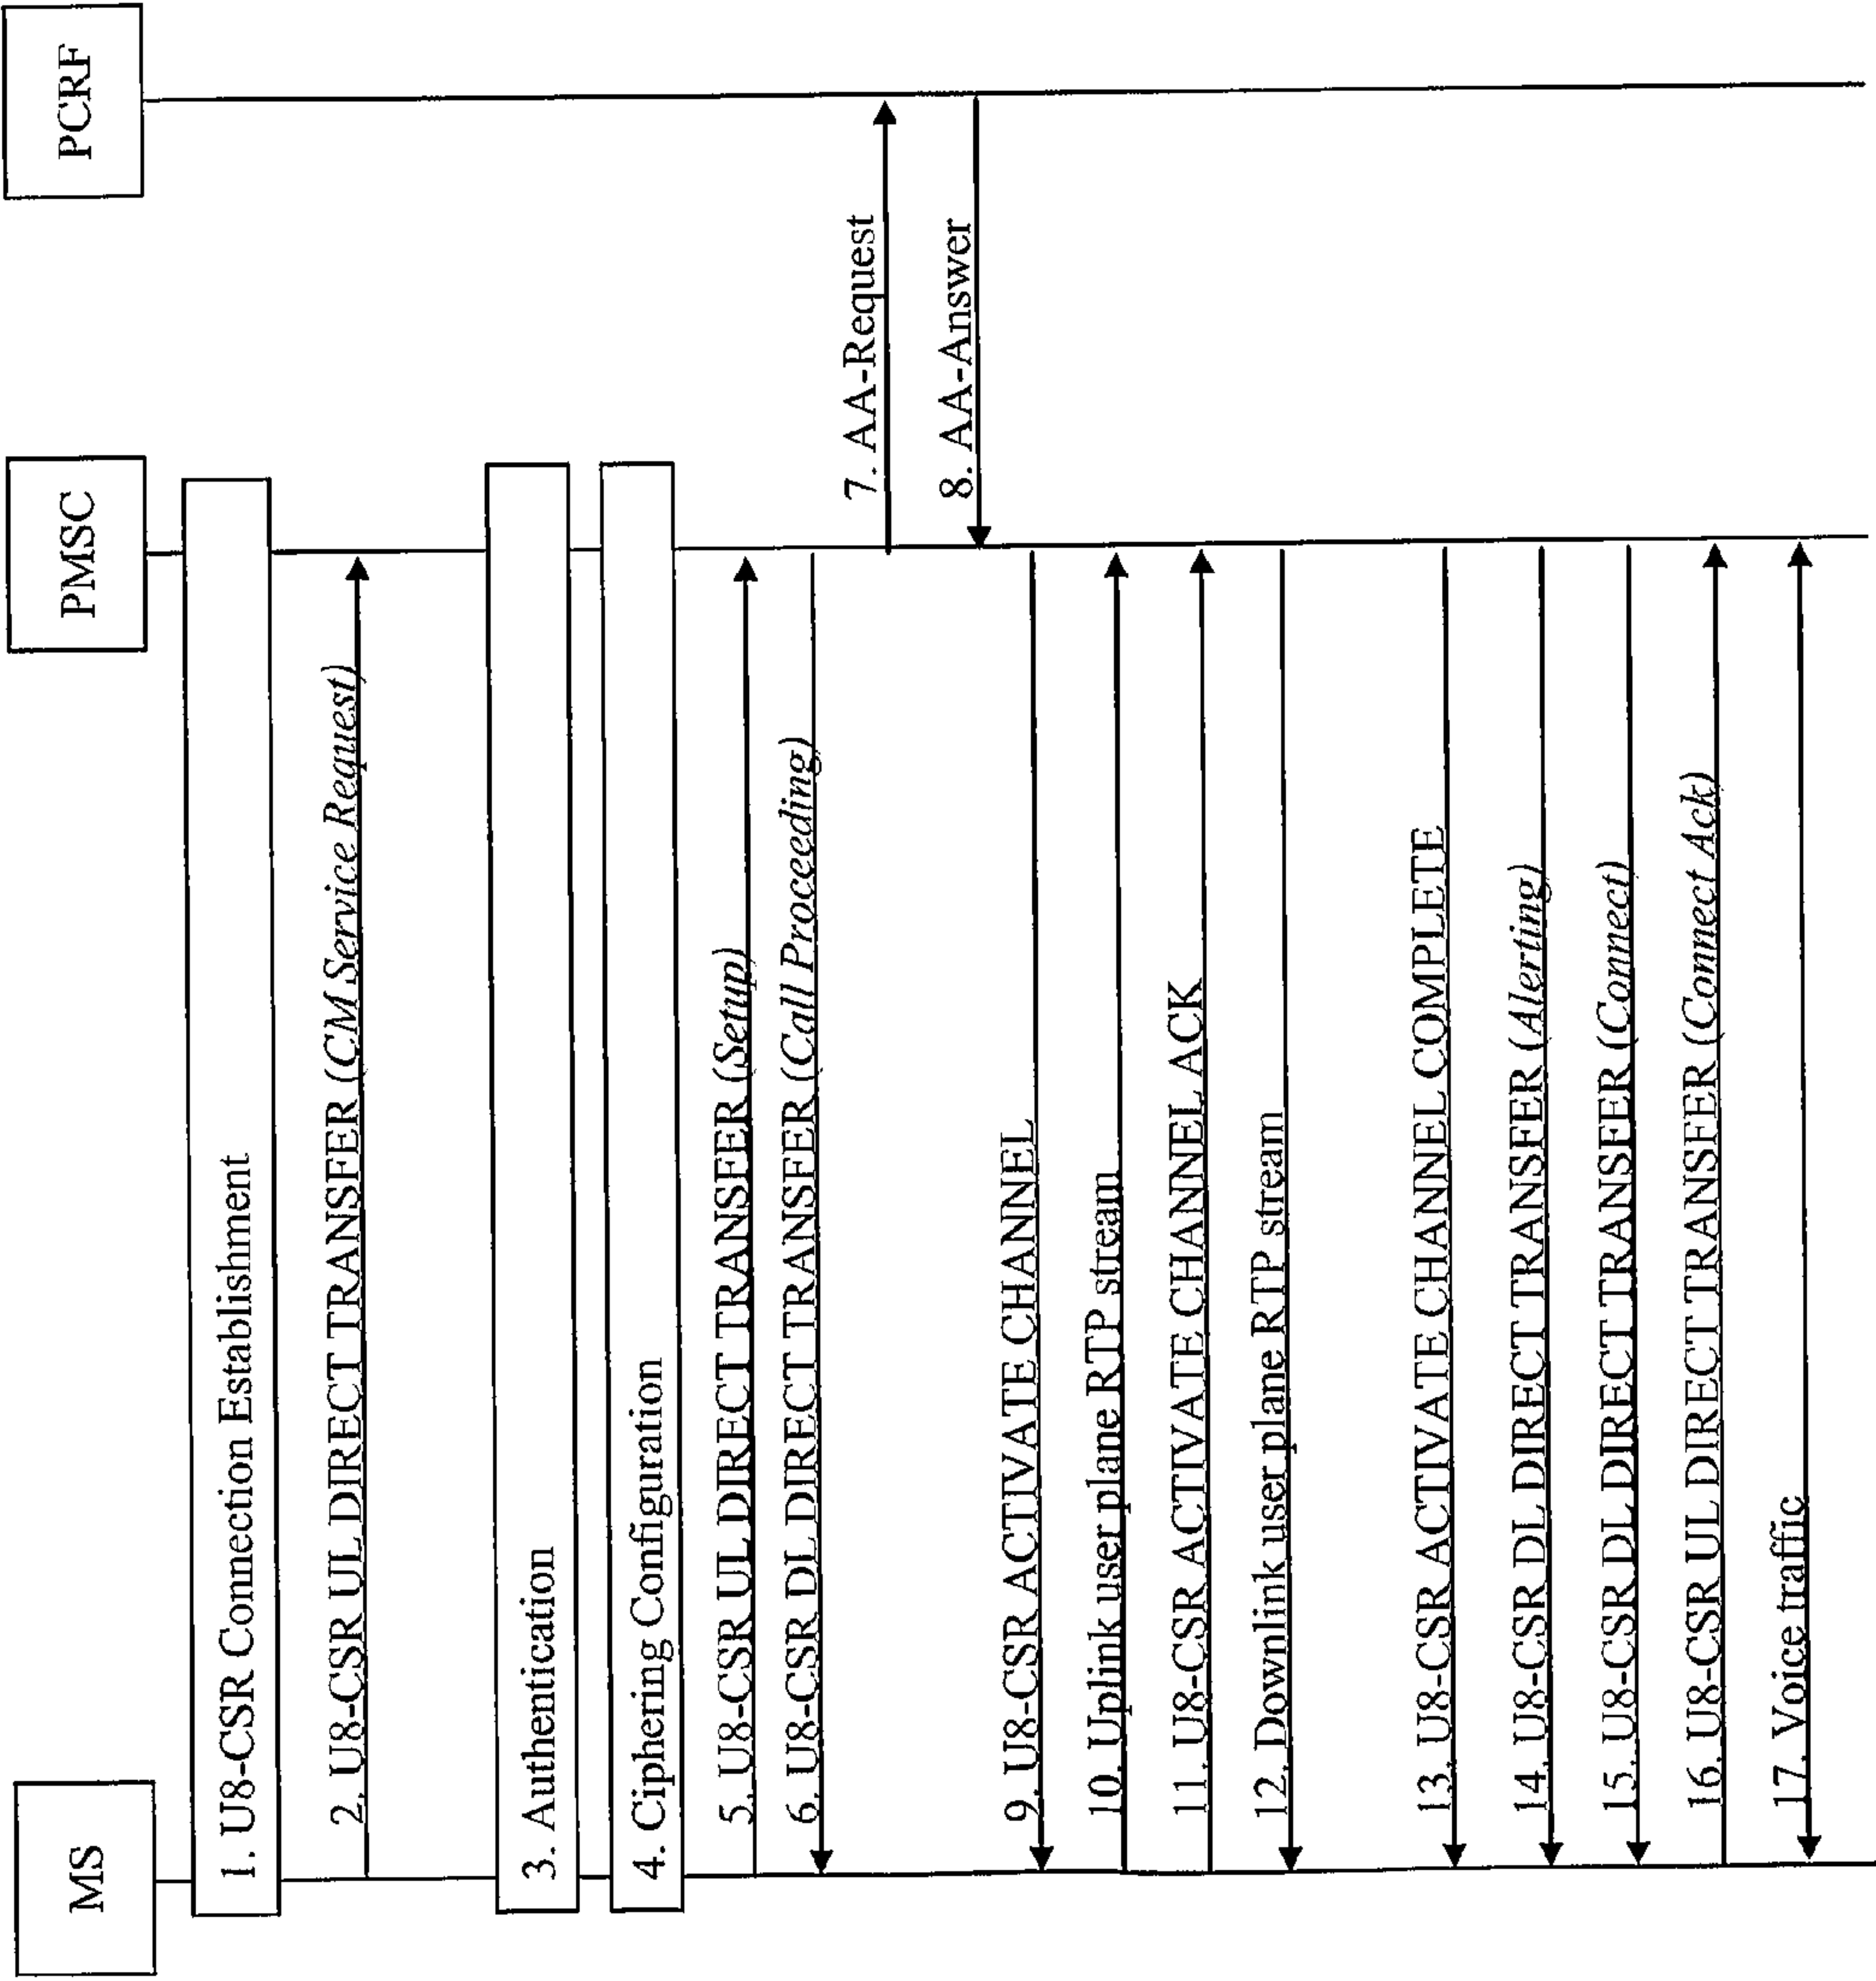 MS
PMSC
PCRF
1. U8-CSR Connection Establishment
2. U8-CSR UL DIRECT TRANSFER (CM Service Request)
3. Authentication
4. Ciphering Configuration
5. U8-CSR UL DIRECT TRANSFER (Setup)
6. U8-CSR DL DIRECT TRANSFER (Call Proceeding)
7. AA-Request
8. AA-Answer
9. U8-CSR ACTIVATE CHANNEL
10. Uplink user plane RTP stream
11. U8-CSR ACTIVATE CHANNEL ACK
12. Downlink user plane RTP stream
13. U8-CSR ACTIVATE CHANNEL COMPLETE
14. U8-CSR DL DIRECT TRANSFER (Alerting)
15. U8-CSR DL DIRECT TRANSFER (Connect)
16. U8-CSR UL DIRECT TRANSFER (Connect Ack)
17. Voice traffic